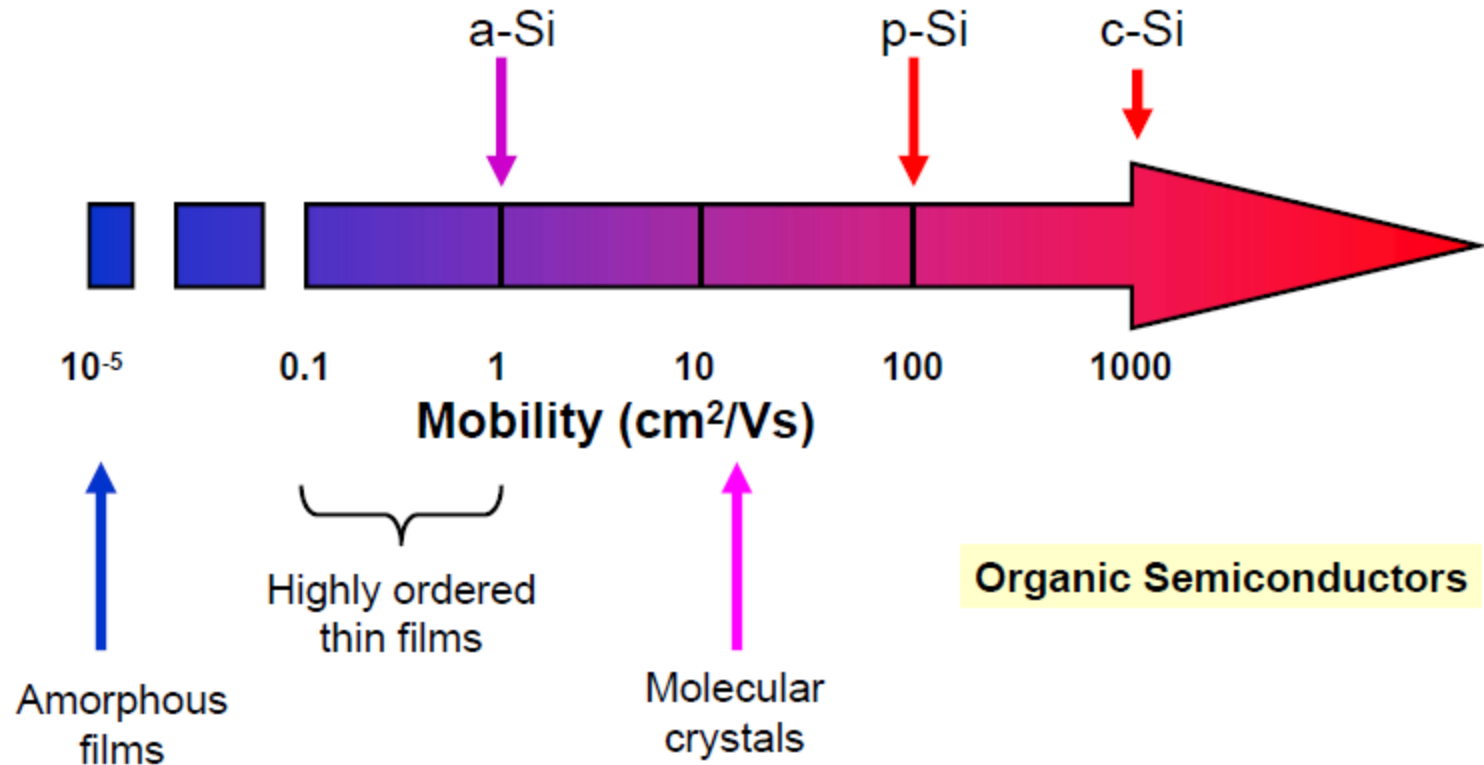 a-Si
p-Si
c-Si
10⁻⁵
0.1
1
10
100
1000
Mobility (cm²/Vs)
Highly ordered
thin films
Organic Semiconductors
Amorphous
films
Molecular
crystals